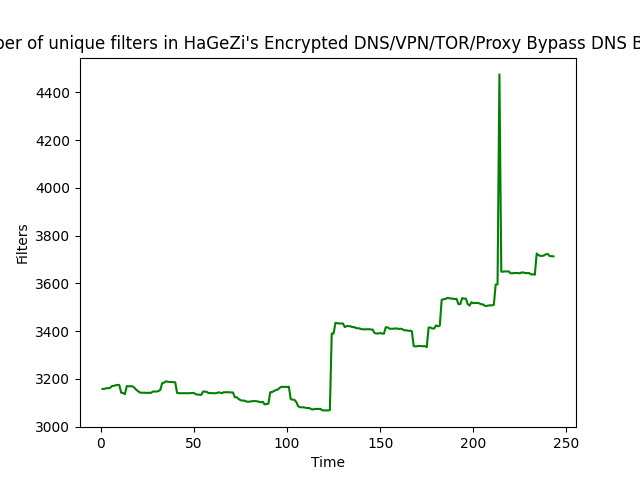 ber of unique filters in HaGeZi's Encrypted DNS/VPN/TOR/Proxy Bypass DNS B
4400
4200
4000
3800
3600
3400
3200
3000
Filters
0 50 100 150 200 250
Time